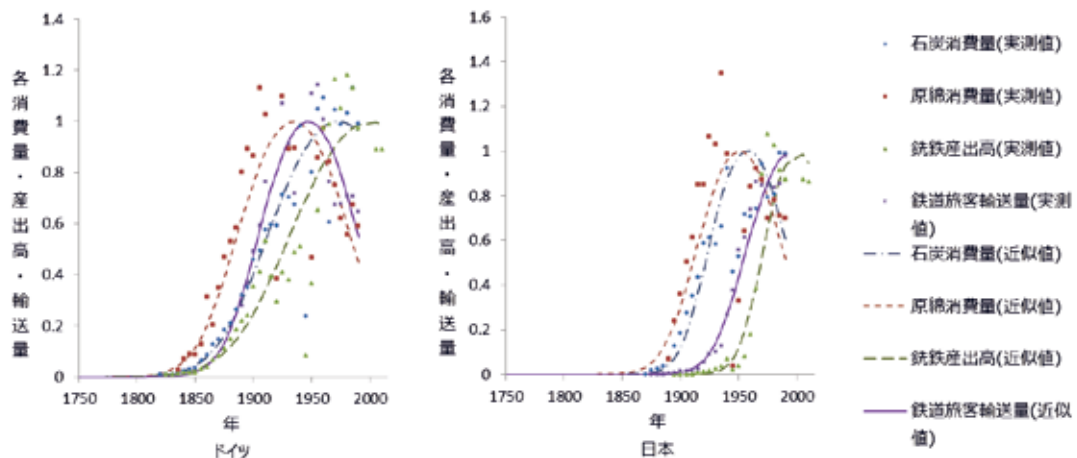 各消費量・産出高・輸送量
1.4
1.2
1
0.8
0.6
0.4
0.2
0
1750
1800
1850
1900
1950
2000
年
ドイツ
各消費量・産出高・輸送量
1.6
1.4
1.2
1
0.8
0.6
0.4
0.2
0
1750
1800
1850
1900
1950
2000
年
日本
石炭消費量(実測値)
原綿消費量(実測値)
銑鉄産出高(実測値)
鉄道旅客輸送量(実測
値)
石炭消費量(近似値)
原綿消費量(近似値)
銑鉄産出高(近似値)
鉄道旅客輸送量(近似
値)